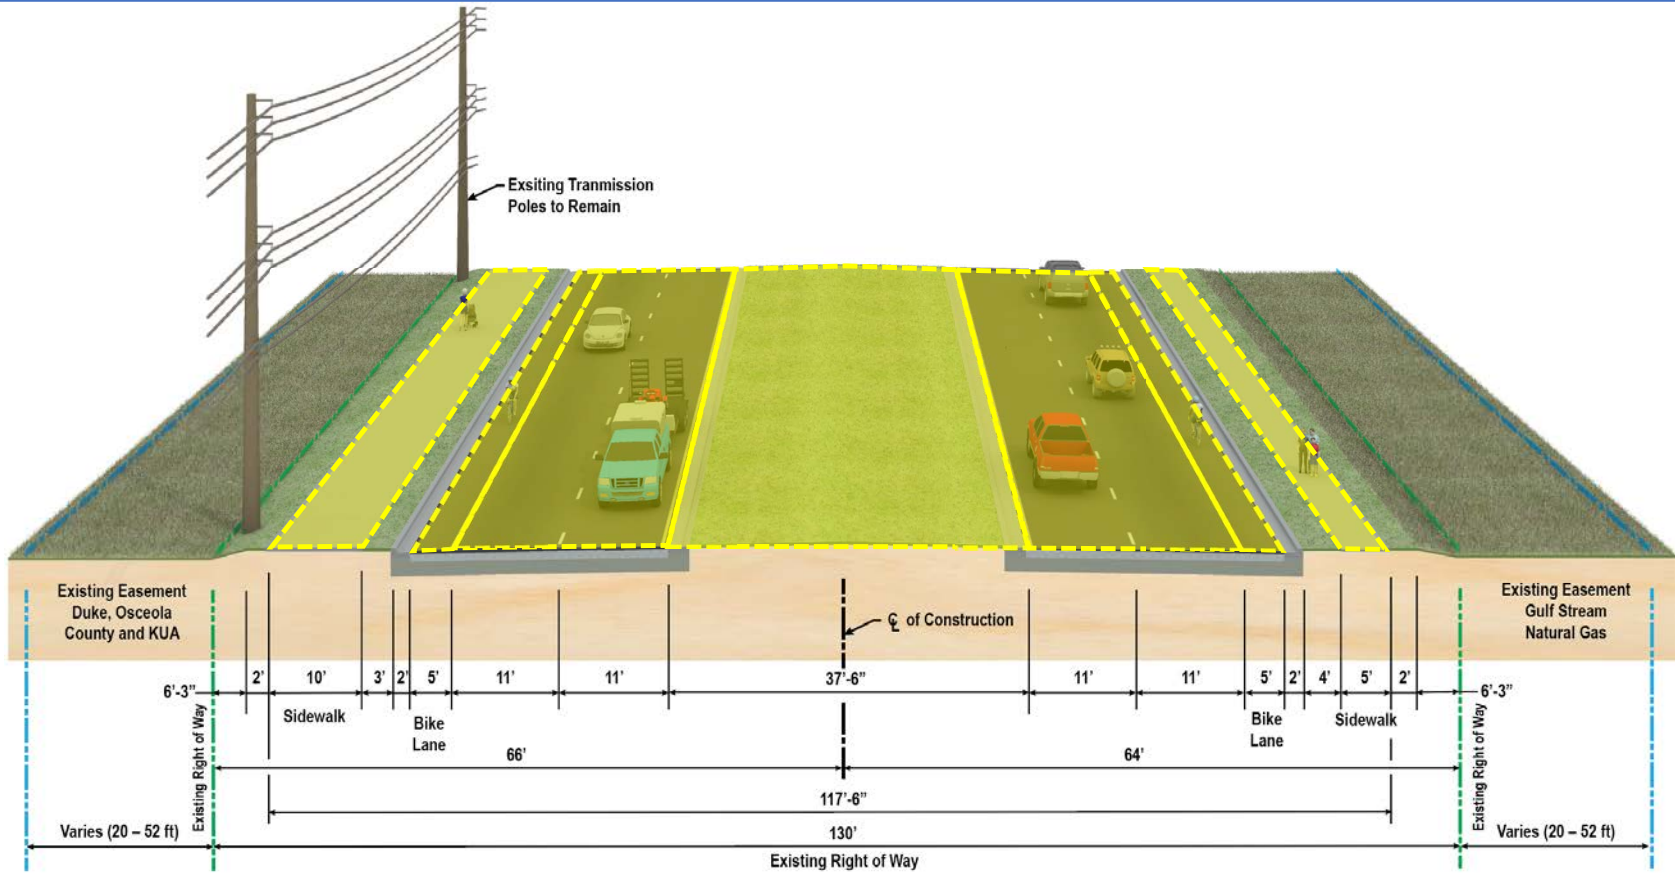 Exsiting Tranmission
Poles to Remain
Existing Easement
Duke, Osceola
County and KUA
℄ of Construction
Existing Easement
Gulf Stream
Natural Gas
6'-3" 2' 10' 3' 2' 5' 11' 11' 37'-6" 11' 11' 5' 2' 4' 5' 2' 6'-3"
Sidewalk
Bike
Lane
Bike
Lane
Sidewalk
Existing Right of Way
66'
64'
Existing Right of Way
117'-6"
Varies (20 – 52 ft)
130'
Varies (20 – 52 ft)
Existing Right of Way